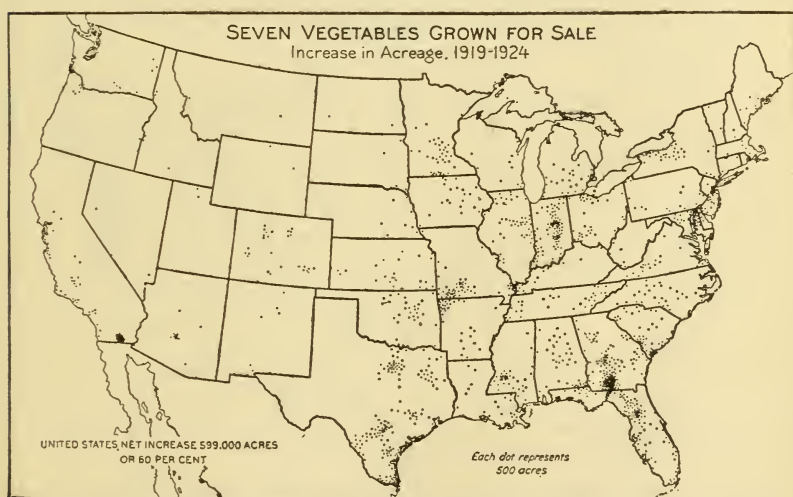 SEVEN VEGETABLES GROWN FOR SALE
Increase in Acreage, 1919-1924
UNITED STATES, NET INCREASE 599,000 ACRES
OR 60 PER CENT
Each dot represents
500 acres